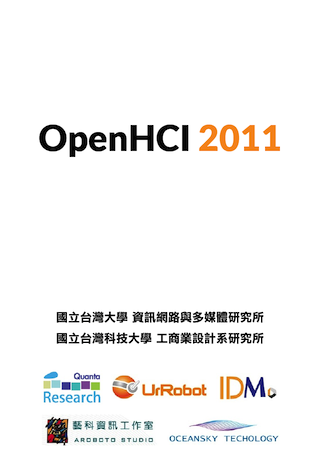 OpenHCI 2011
國立台灣大學 資訊網路與多媒體研究所
國立台灣科技大學 工商業設計系研究所
Quanta
Research
UrRobot
IDM
藝科資訊工作室
ARCBOTO STUDIO
OCEANSKY TECHOLOGY